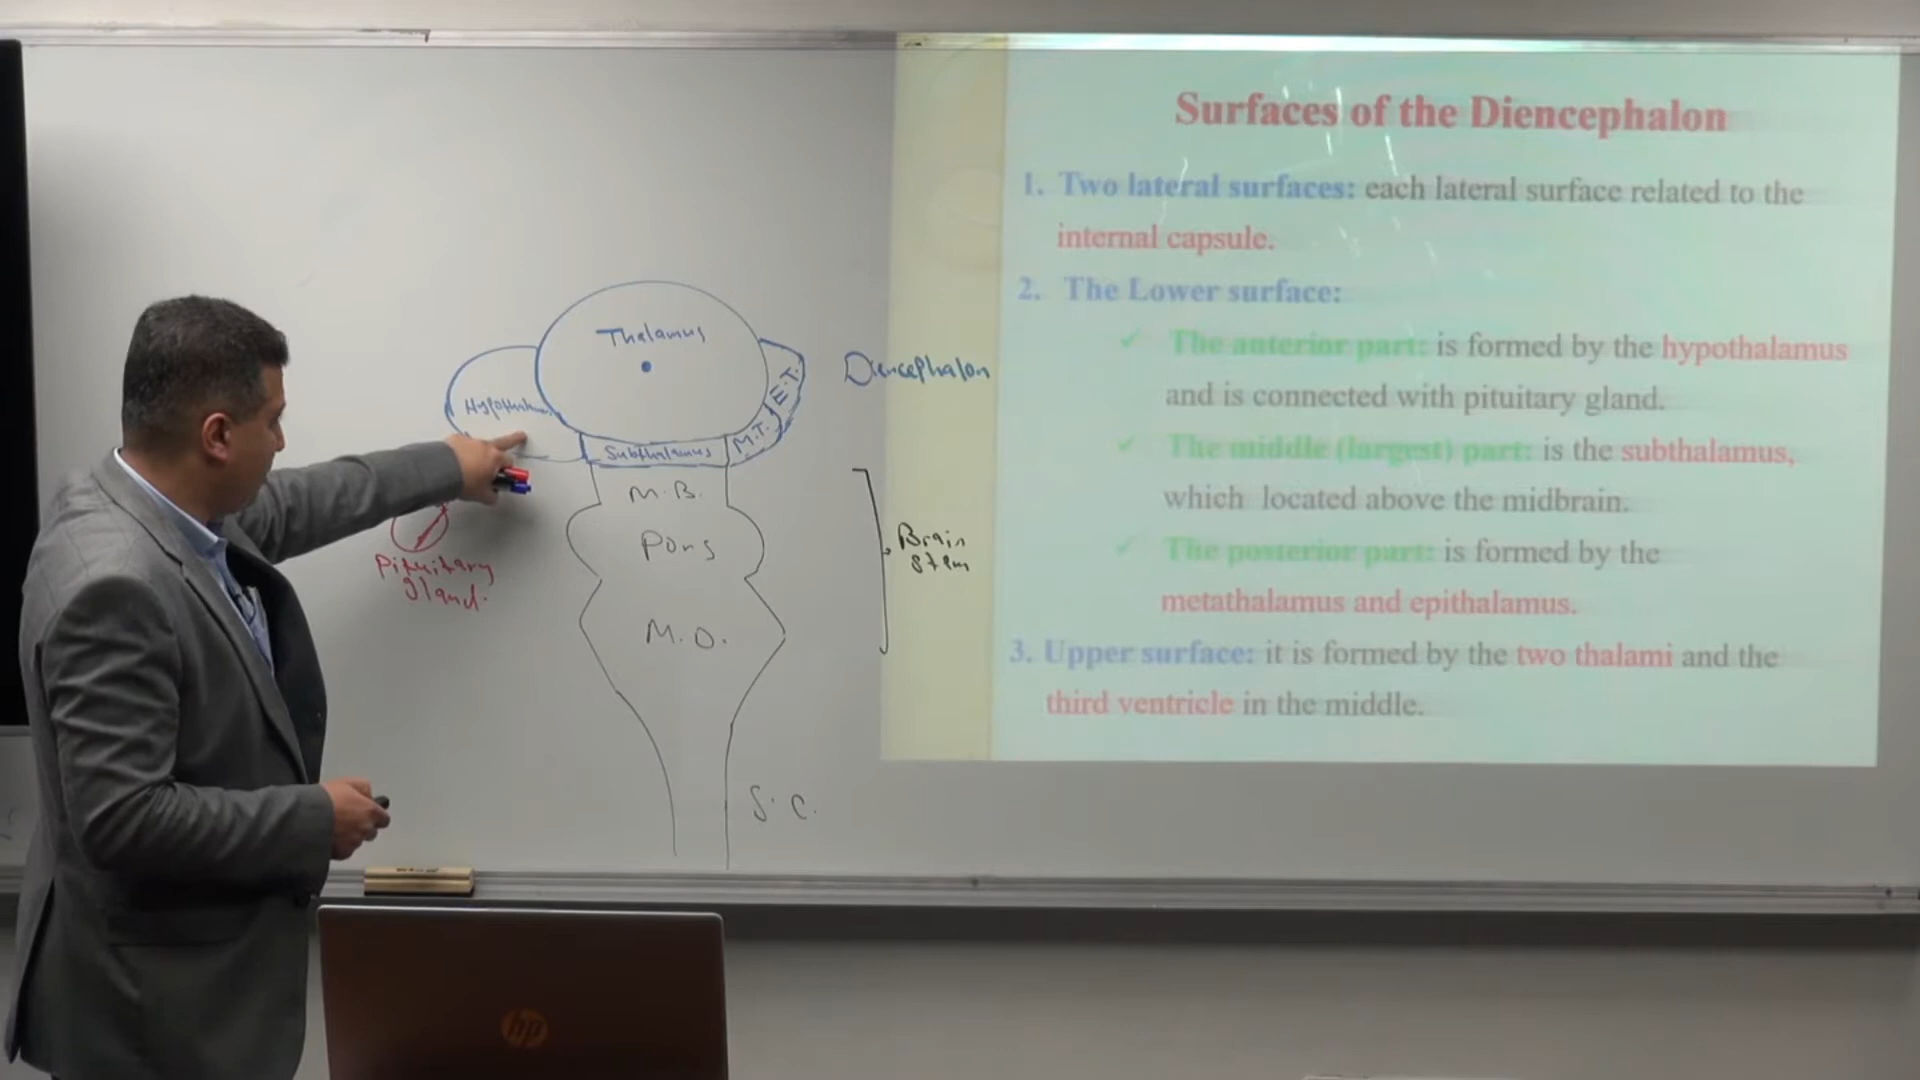 Surfaces of the Diencephalon
1. Two lateral surfaces: each lateral surface related to the
internal capsule.
2. The Lower surface:
✓ The anterior part: is formed by the hypothalamus
and is connected with pituitary gland.
✓ The middle (largest) part: is the subthalamus,
which located above the midbrain.
✓ The posterior part: is formed by the
metathalamus and epithalamus.
3. Upper surface: it is formed by the two thalami and the
third ventricle in the middle.
Thalamus
Diencephalon
E.T.
M.T.
Subthalamus
M.B.
Pons
M.O.
Brain
stem
Pituitary
gland.
S.C.
hp